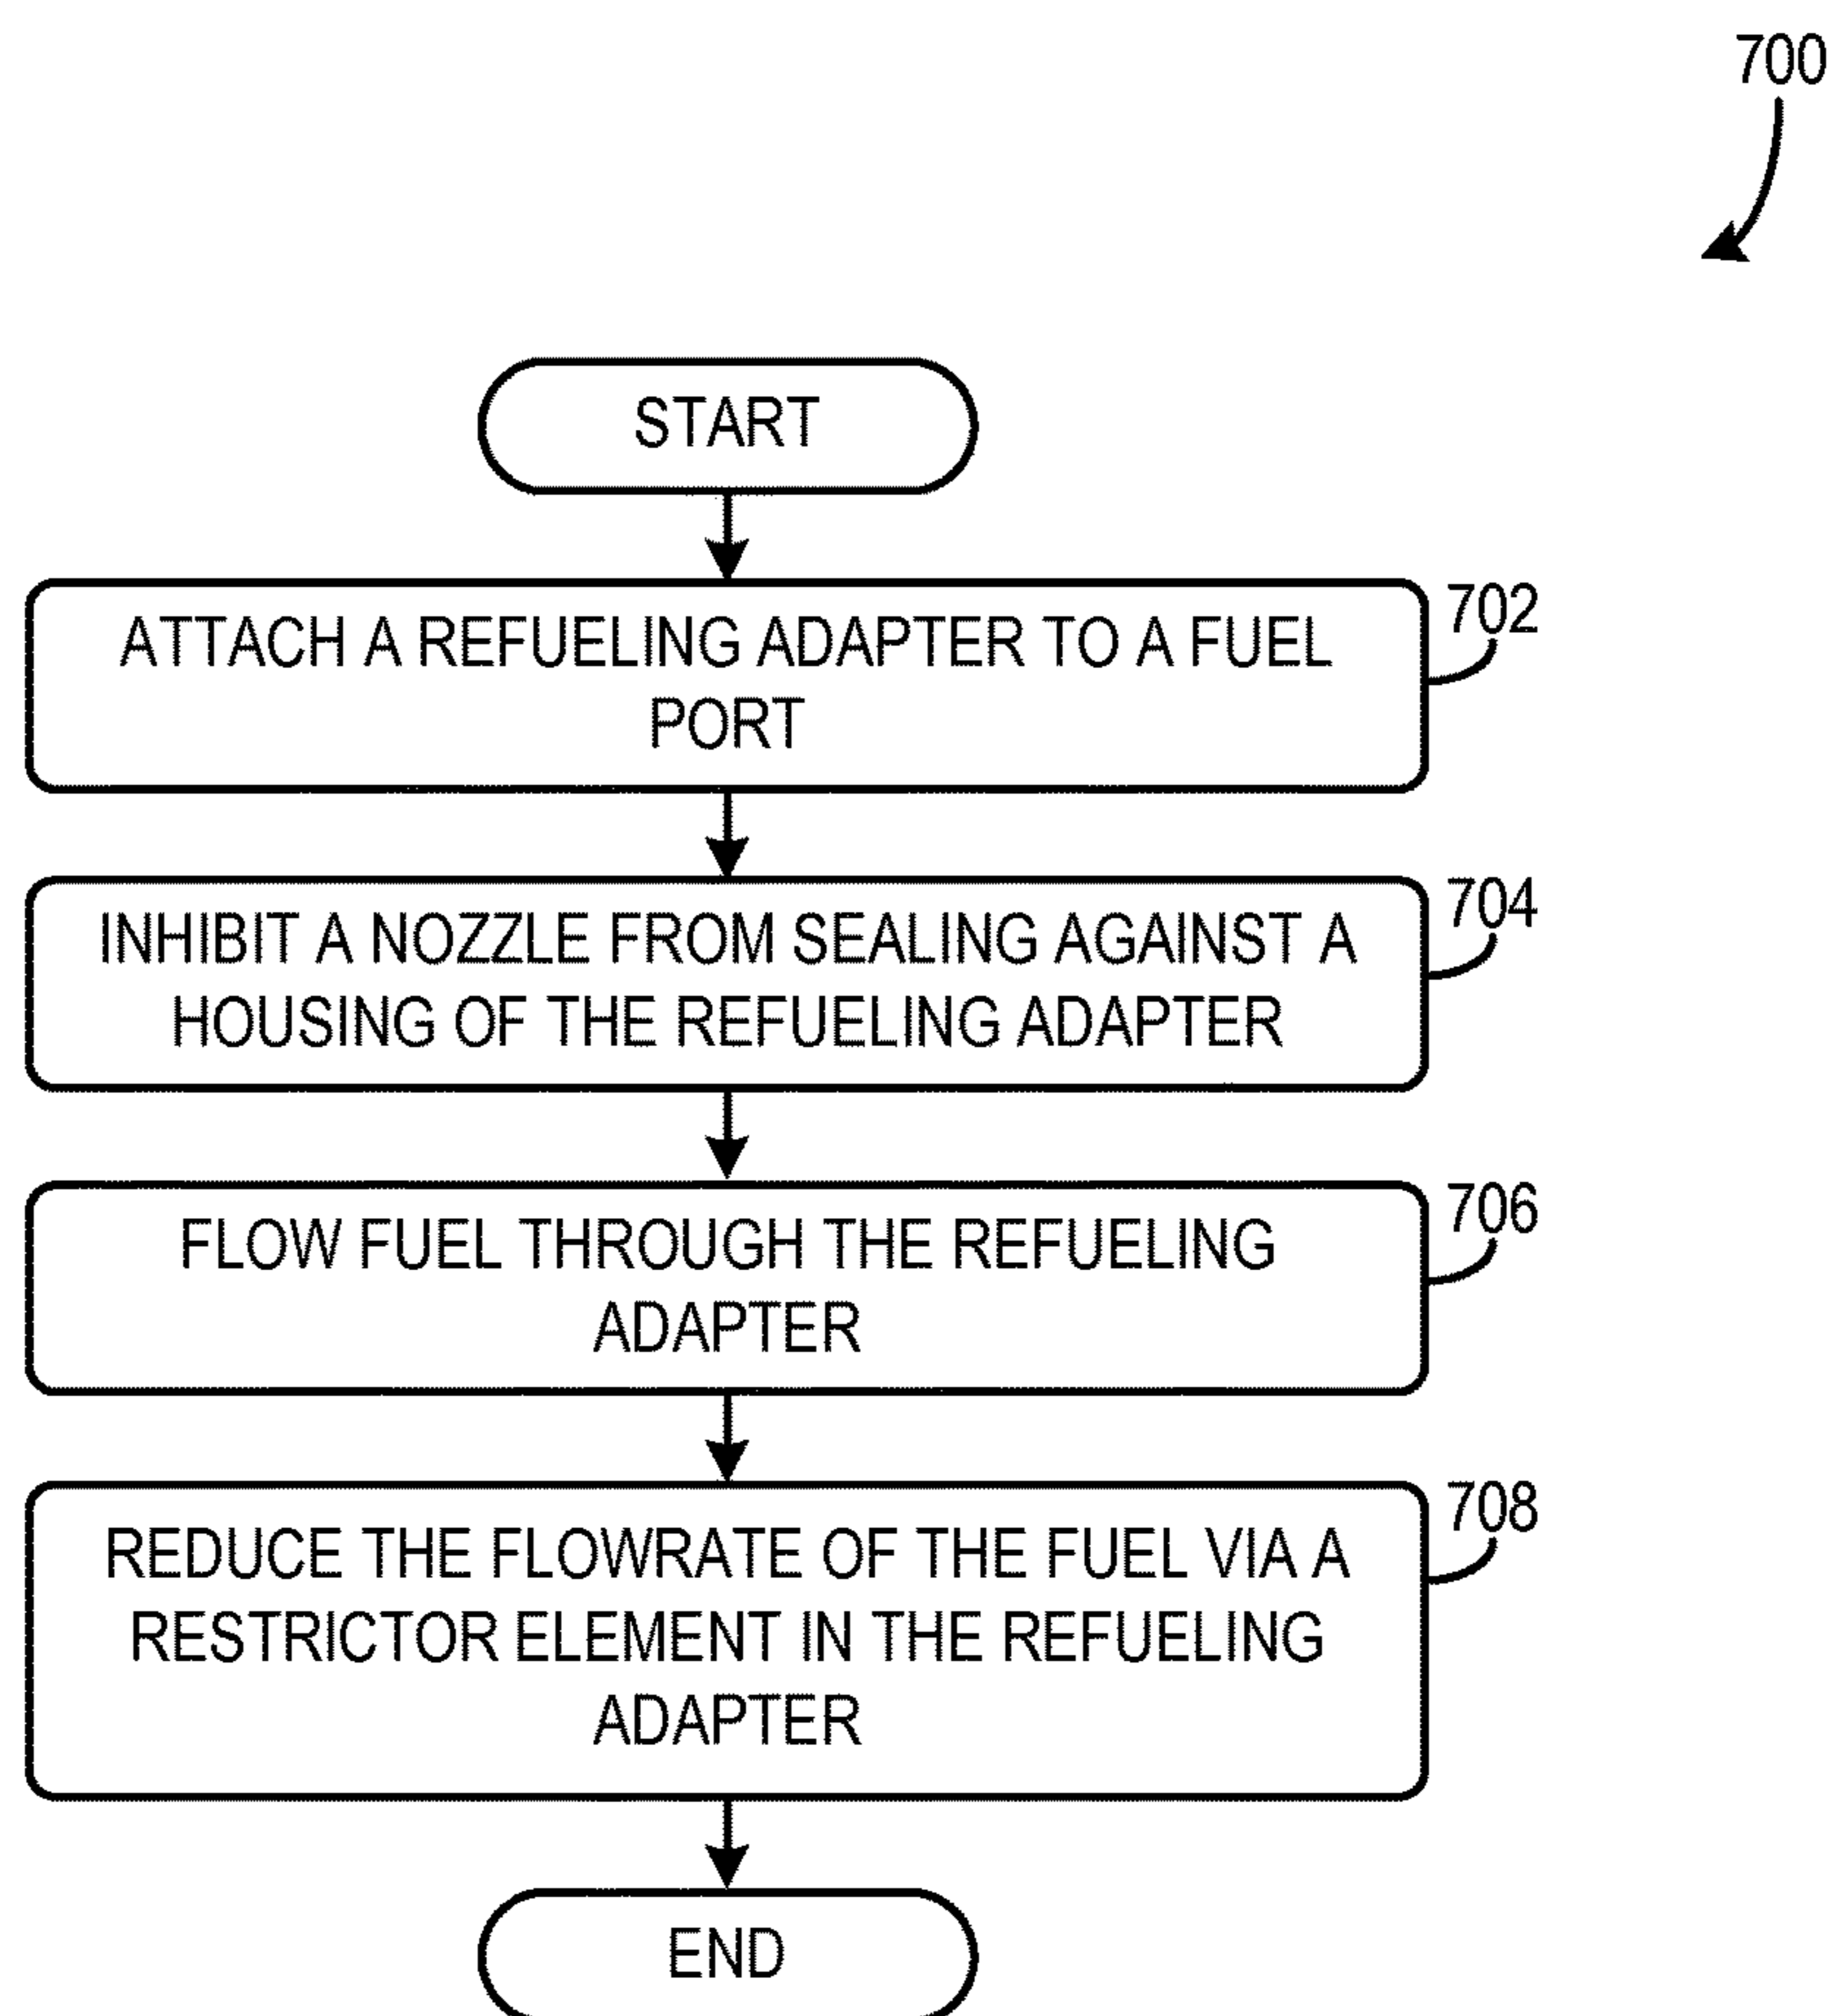 700
START
ATTACH A REFUELING ADAPTER TO A FUEL
PORT
702
INHIBIT A NOZZLE FROM SEALING AGAINST A
HOUSING OF THE REFUELING ADAPTER
704
FLOW FUEL THROUGH THE REFUELING
ADAPTER
706
REDUCE THE FLOWRATE OF THE FUEL VIA A
RESTRICTOR ELEMENT IN THE REFUELING
ADAPTER
708
END